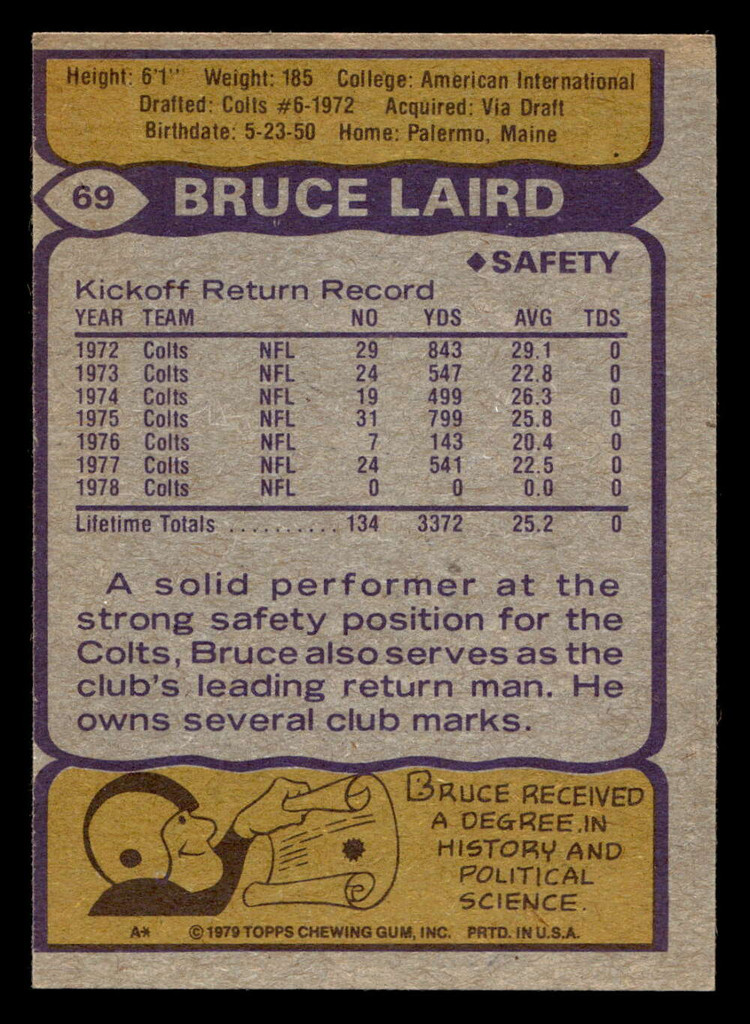 Height: 6'1" Weight: 185 College: American International
Drafted: Colts #6-1972 Acquired: Via Draft
Birthdate: 5-23-50 Home: Palermo, Maine
69 BRUCE LAIRD
◆SAFETY
Kickoff Return Record
YEAR TEAM NO YDS AVG TDS
1972 Colts NFL 29 843 29.1 0
1973 Colts NFL 24 547 22.8 0
1974 Colts NFL 19 499 26.3 0
1975 Colts NFL 31 799 25.8 0
1976 Colts NFL 7 143 20.4 0
1977 Colts NFL 24 541 22.5 0
1978 Colts NFL 0 0 0.0 0
Lifetime Totals .......... 134 3372 25.2 0
A solid performer at the
strong safety position for the
Colts, Bruce also serves as the
club's leading return man. He
owns several club marks.
BRUCE RECEIVED
A DEGREE.IN
HISTORY AND
POLITICAL
SCIENCE.
A* © 1979 TOPPS CHEWING GUM, INC. PRTD. IN U.S.A.